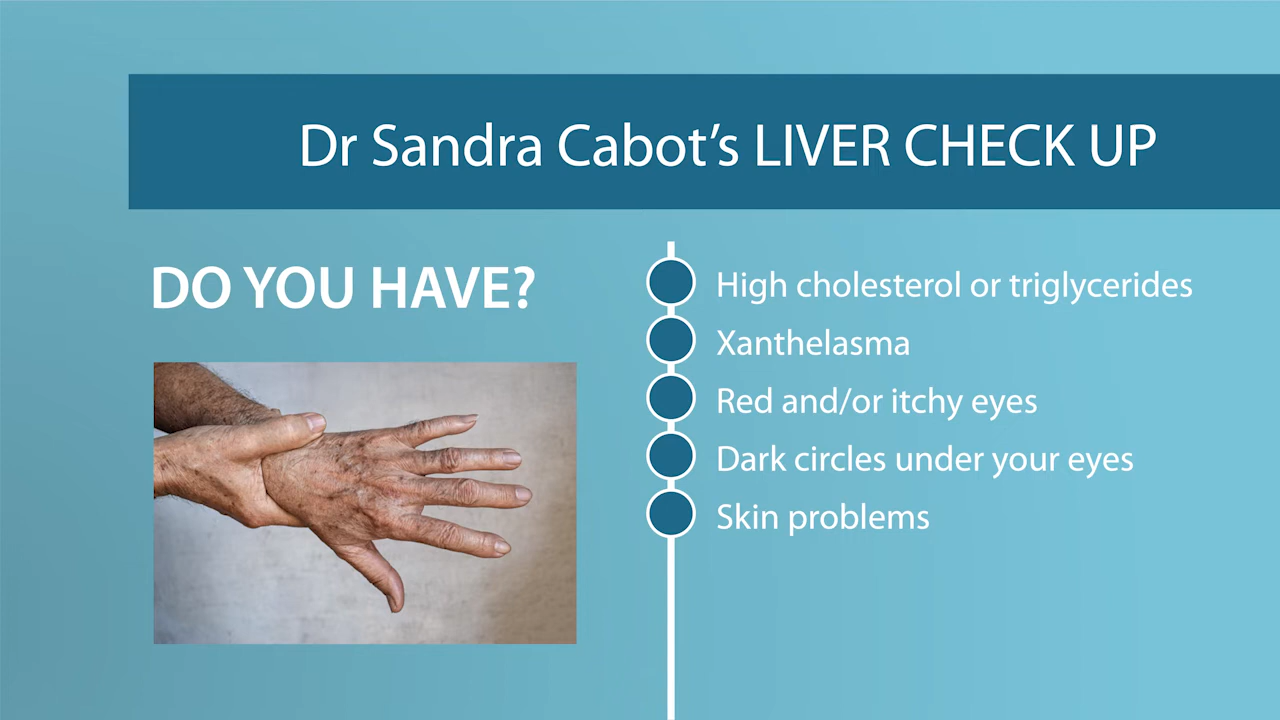 Dr Sandra Cabot’s LIVER CHECK UP
DO YOU HAVE?
High cholesterol or triglycerides
Xanthelasma
Red and/or itchy eyes
Dark circles under your eyes
Skin problems